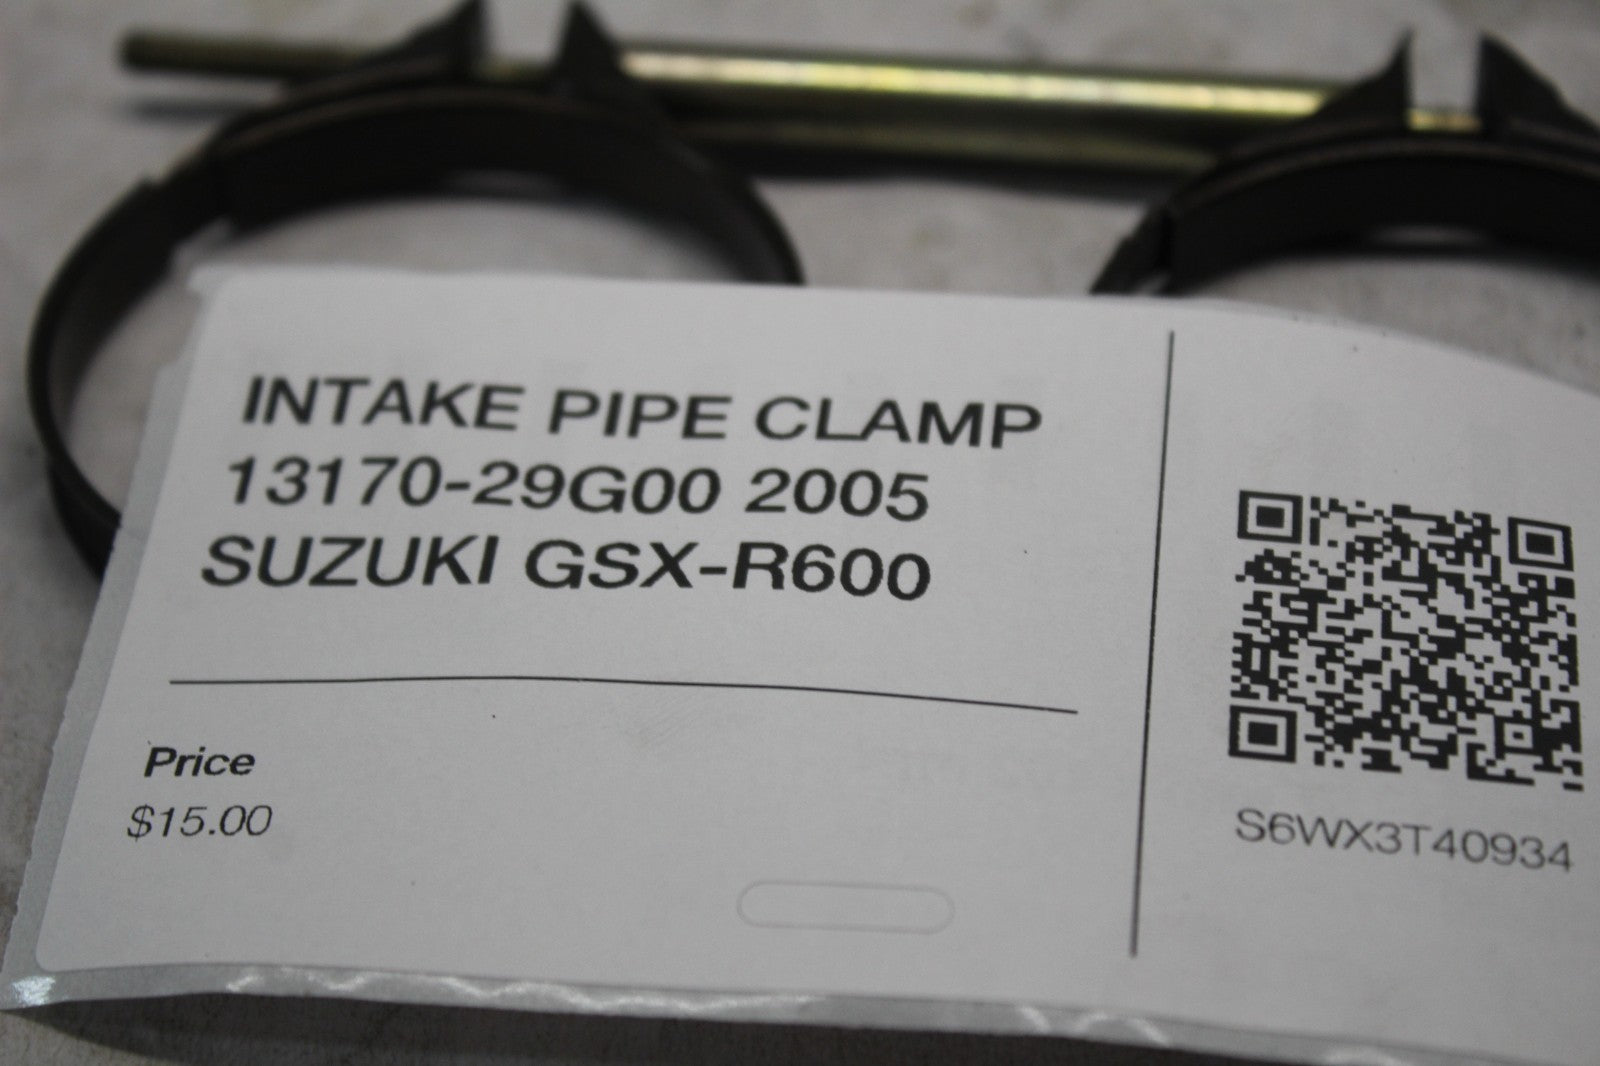 INTAKE PIPE CLAMP
13170-29G00 2005
SUZUKI GSX-R600
Price
$15.00
S6WX3T40934